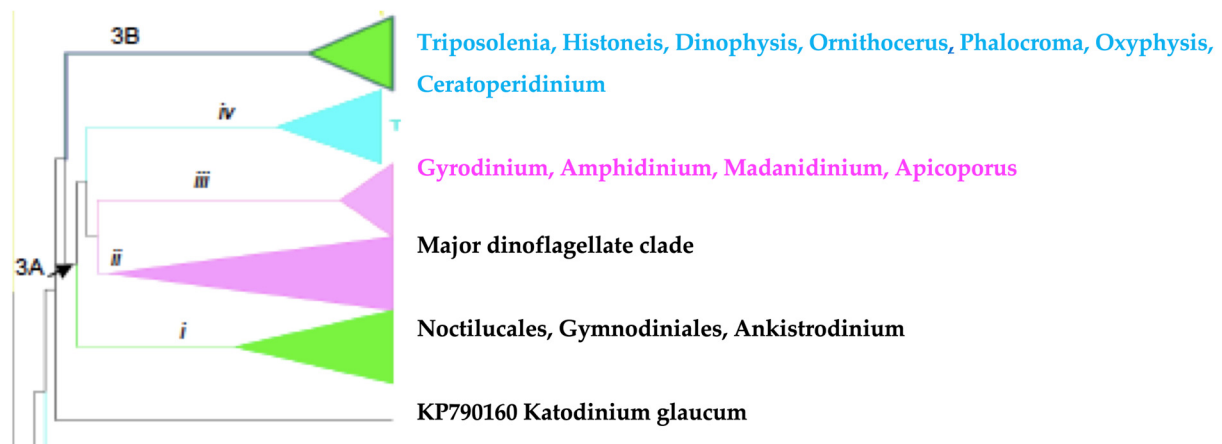 3B
Triposolenia, Histoneis, Dinophysis, Ornithocerus, Phalocroma, Oxyphysis,
Ceratoperidinium
iv
T
iii
Gyrodinium, Amphidinium, Madanidinium, Apicoporus
Major dinoflagellate clade
ii
3A
i
Noctilucales, Gymnodiniales, Ankistrodinium
KP790160 Katodinium glaucum